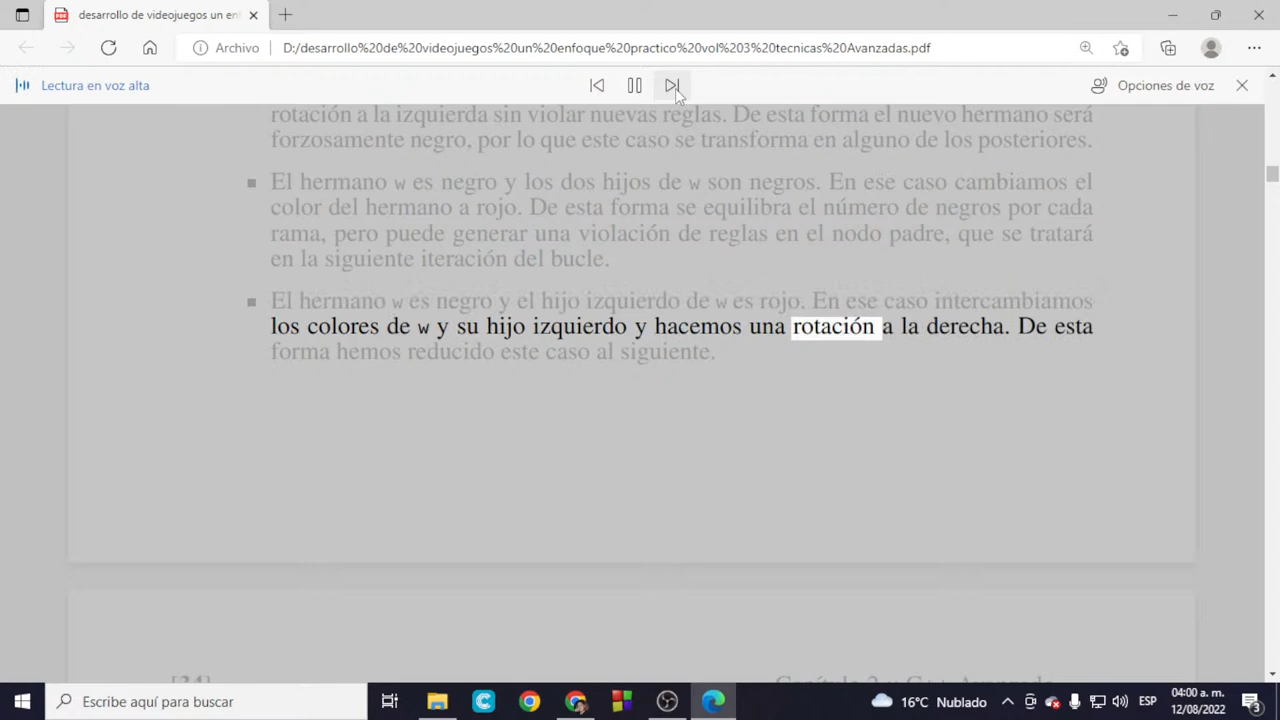 desarrollo de videojuegos un en
Archivo
D:/desarrollo%20de%20videojuegos%20un%20enfoque%20practico%20vol%203%20tecnicas%20Avanzadas.pdf
Lectura en voz alta
Opciones de voz
rotación a la izquierda sin violar nuevas reglas. De esta forma el nuevo hermano será
forzosamente negro, por lo que este caso se transforma en alguno de los posteriores.
El hermano w es negro y los dos hijos de w son negros. En ese caso cambiamos el
color del hermano a rojo. De esta forma se equilibra el número de negros por cada
rama, pero puede generar una violación de reglas en el nodo padre, que se tratará
en la siguiente iteración del bucle.
El hermano w es negro y el hijo izquierdo de w es rojo. En ese caso intercambiamos
los colores de w y su hijo izquierdo y hacemos una rotación a la derecha. De esta
forma hemos reducido este caso al siguiente.
[34]
Capítulo 2 :: C++ Avanzado
Escribe aquí para buscar
16°C Nublado
ESP
04:00 a. m.
12/08/2022
3